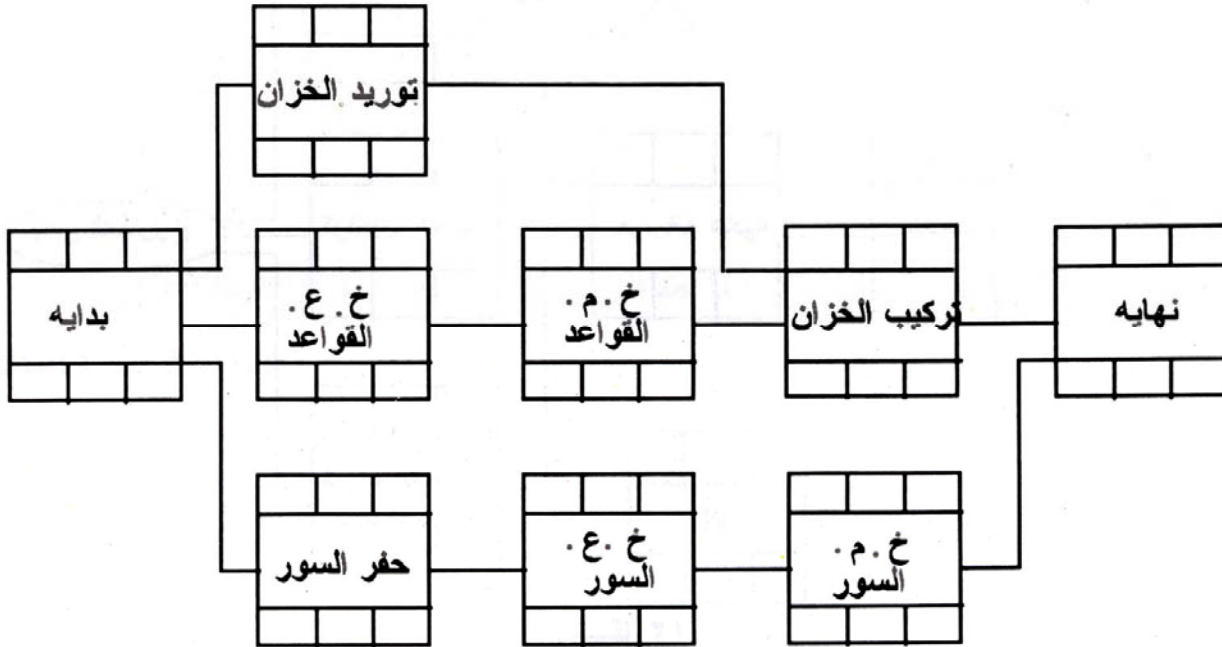 توريد الخزان
بدايه
خ. ع.
القواعد
خ. م.
القواعد
تركيب الخزان
نهايه
حفر السور
خ. ع.
السور
خ. م.
السور